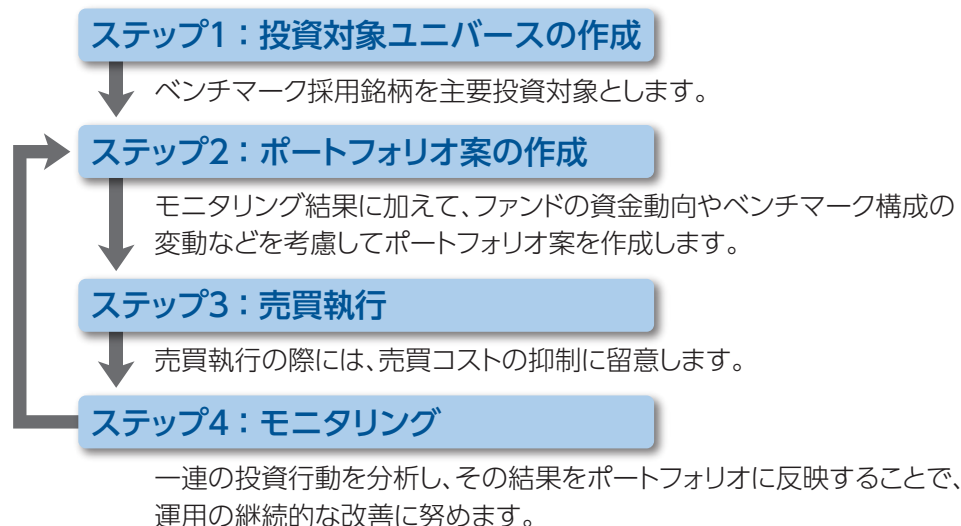 ステップ1：投資対象ユニバースの作成
ベンチマーク採用銘柄を主要投資対象とします。
ステップ2：ポートフォリオ案の作成
モニタリング結果に加えて、ファンドの資金動向やベンチマーク構成の
変動などを考慮してポートフォリオ案を作成します。
ステップ3：売買執行
売買執行の際には、売買コストの抑制に留意します。
ステップ4：モニタリング
一連の投資行動を分析し、その結果をポートフォリオに反映することで、
運用の継続的な改善に努めます。